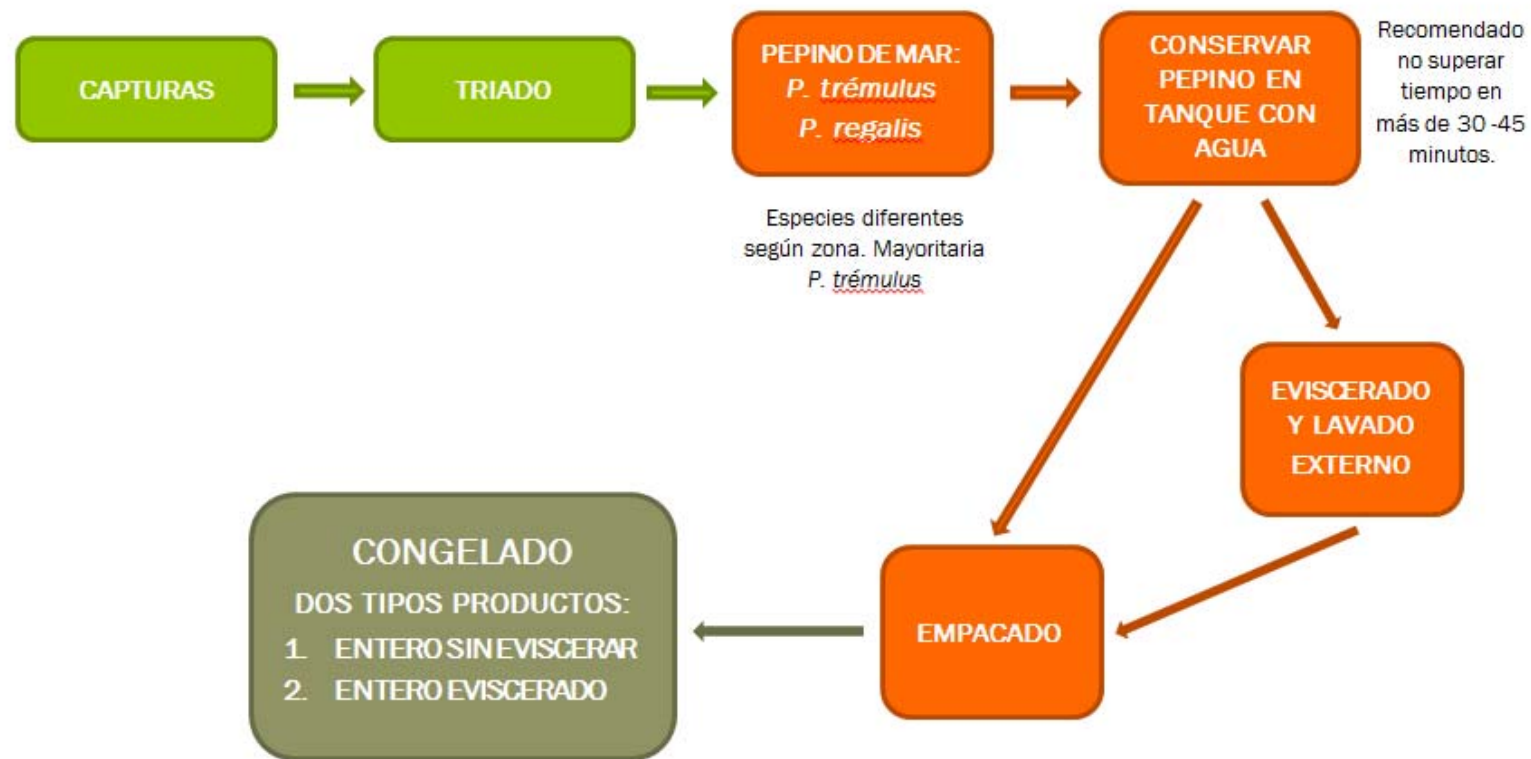 CAPTURAS
TRIADO
PEPINO DE MAR:
P. trémulus
P. regalis
CONSERVAR
PEPINO EN
TANQUE CON
AGUA
Recomendado
no superar
tiempo en
más de 30 -45
minutos.
Especies diferentes
según zona. Mayoritaria
P. trémulus
EVISCERADO
Y LAVADO
EXTERNO
EMPACADO
CONGELADO
DOS TIPOS PRODUCTOS:
1. ENTERO SIN EVISCERAR
2. ENTERO EVISCERADO